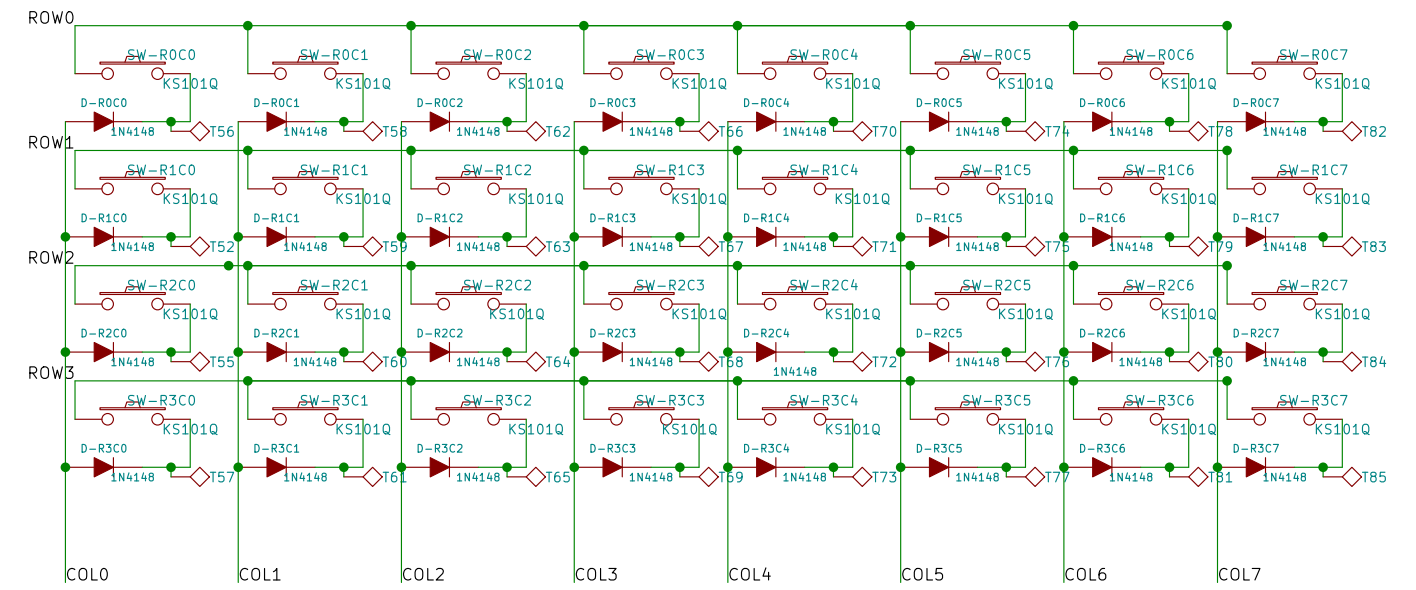 ROW0
SW-R0C0 SW-R0C1 SW-R0C2 SW-R0C3 SW-R0C4 SW-R0C5 SW-R0C6 SW-R0C7
KS101Q KS101Q KS101Q KS101Q KS101Q KS101Q KS101Q KS101Q
D-R0C0 D-R0C1 D-R0C2 D-R0C3 D-R0C4 D-R0C5 D-R0C6 D-R0C7
1N4148 T56 1N4148 T58 1N4148 T62 1N4148 T66 1N4148 T70 1N4148 T74 1N4148 T78 1N4148 T82
ROW1
SW-R1C0 SW-R1C1 SW-R1C2 SW-R1C3 SW-R1C4 SW-R1C5 SW-R1C6 SW-R1C7
KS101Q KS101Q KS101Q KS101Q KS101Q KS101Q KS101Q KS101Q
D-R1C0 D-R1C1 D-R1C2 D-R1C3 D-R1C4 D-R1C5 D-R1C6 D-R1C7
1N4148 T52 1N4148 T59 1N4148 T63 1N4148 T67 1N4148 T71 1N4148 T75 1N4148 T79 1N4148 T83
ROW2
SW-R2C0 SW-R2C1 SW-R2C2 SW-R2C3 SW-R2C4 SW-R2C5 SW-R2C6 SW-R2C7
KS101Q KS101Q KS101Q KS101Q KS101Q KS101Q KS101Q KS101Q
D-R2C0 D-R2C1 D-R2C2 D-R2C3 D-R2C4 D-R2C5 D-R2C6 D-R2C7
1N4148 T55 1N4148 T60 1N4148 T64 1N4148 T68 1N4148 T72 1N4148 T76 1N4148 T80 1N4148 T84
ROW3
SW-R3C0 SW-R3C1 SW-R3C2 SW-R3C3 SW-R3C4 SW-R3C5 SW-R3C6 SW-R3C7
KS101Q KS101Q KS101Q KS101Q KS101Q KS101Q KS101Q KS101Q
D-R3C0 D-R3C1 D-R3C2 D-R3C3 D-R3C4 D-R3C5 D-R3C6 D-R3C7
1N4148 T57 1N4148 T61 1N4148 T65 1N4148 T69 1N4148 T73 1N4148 T77 1N4148 T81 1N4148 T85
COL0 COL1 COL2 COL3 COL4 COL5 COL6 COL7